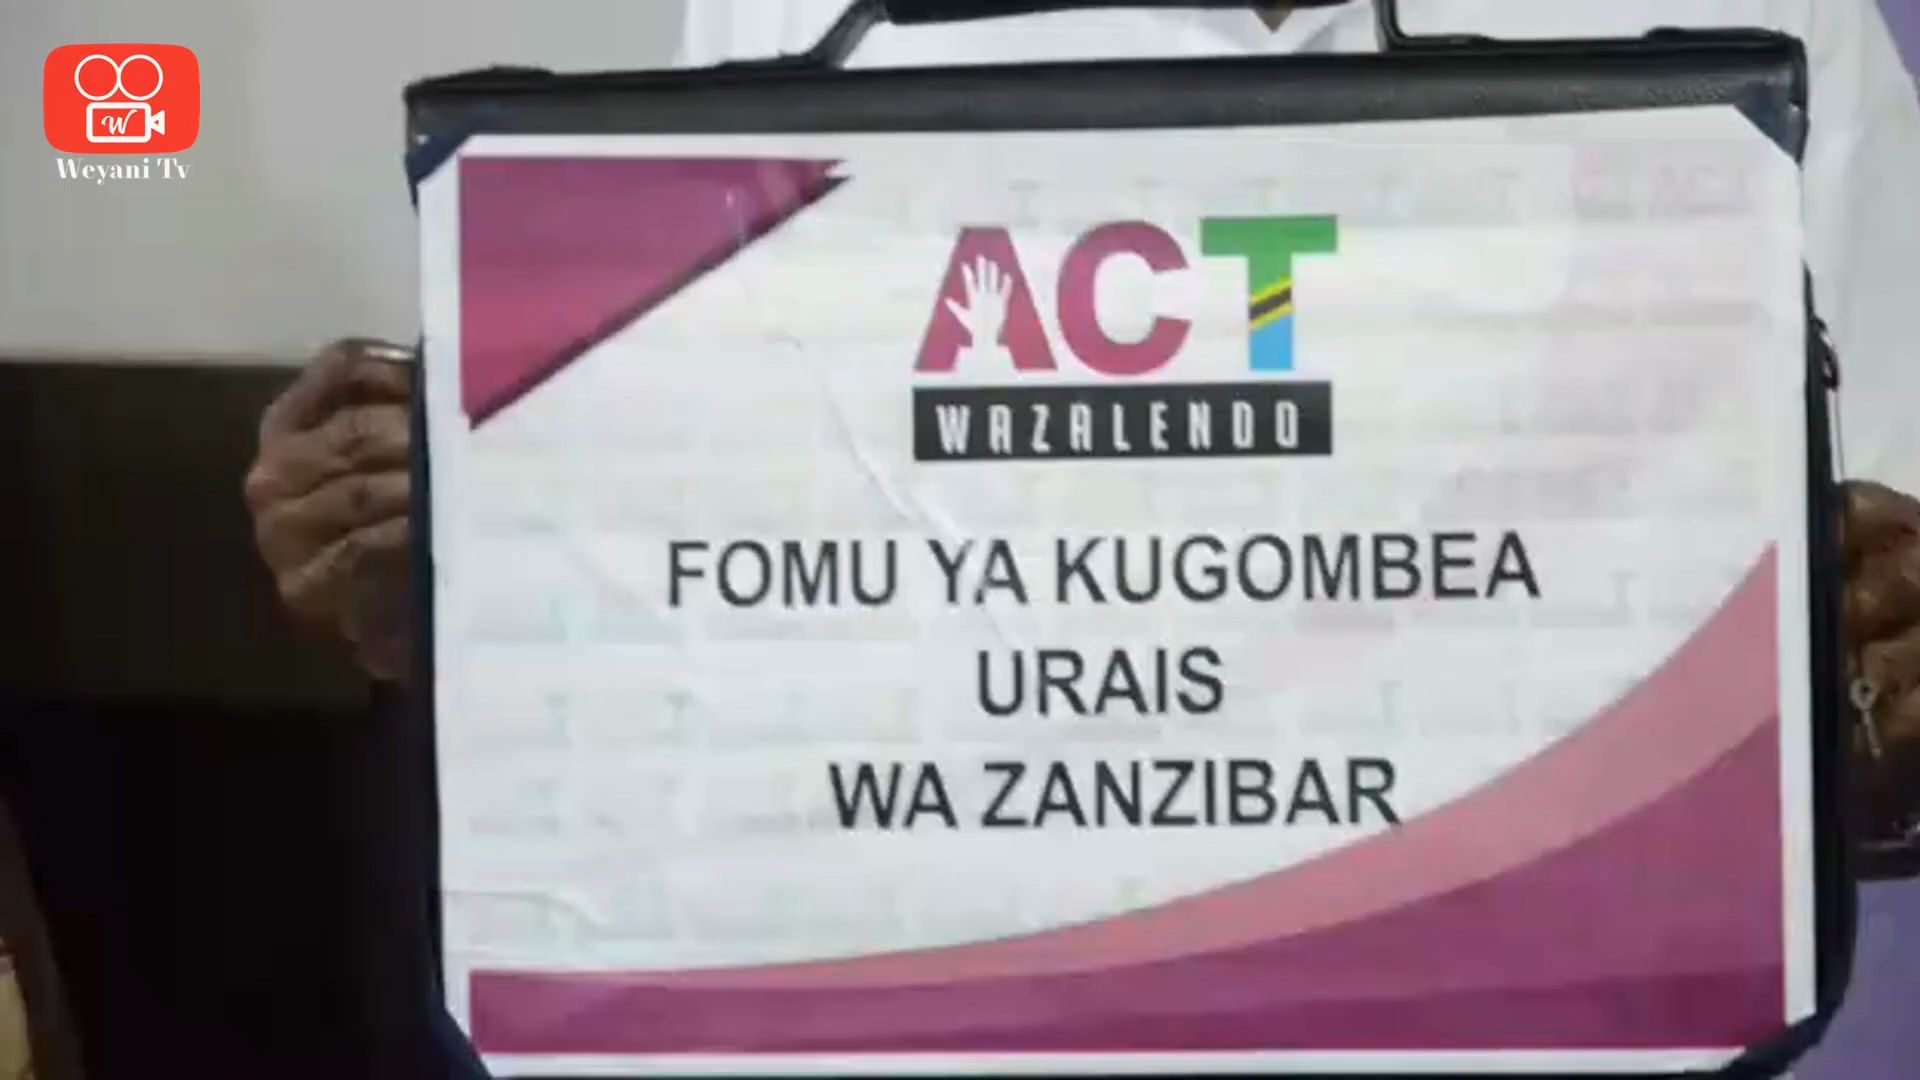 W
Weyani Tv
ACT
WAZALENDO
FOMU YA KUGOMBEA
URAIS
WA ZANZIBAR